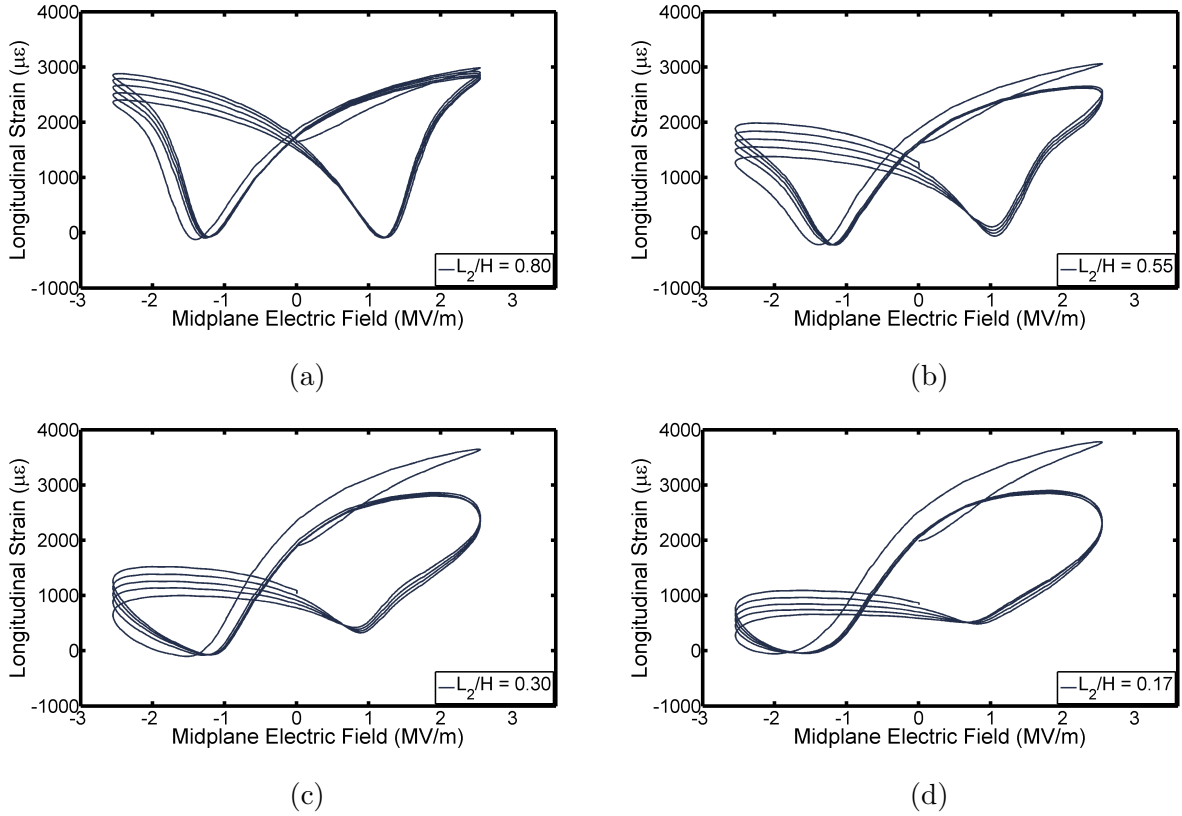 4000
3000
2000
1000
0
-1000
Longitudinal Strain (με)
-3 -2 -1 0 1 2 3
Midplane Electric Field (MV/m)
L2/H = 0.80
(a)
4000
3000
2000
1000
0
-1000
Longitudinal Strain (με)
-3 -2 -1 0 1 2 3
Midplane Electric Field (MV/m)
L2/H = 0.55
(b)
4000
3000
2000
1000
0
-1000
Longitudinal Strain (με)
-3 -2 -1 0 1 2 3
Midplane Electric Field (MV/m)
L2/H = 0.30
(c)
4000
3000
2000
1000
0
-1000
Longitudinal Strain (με)
-3 -2 -1 0 1 2 3
Midplane Electric Field (MV/m)
L2/H = 0.17
(d)